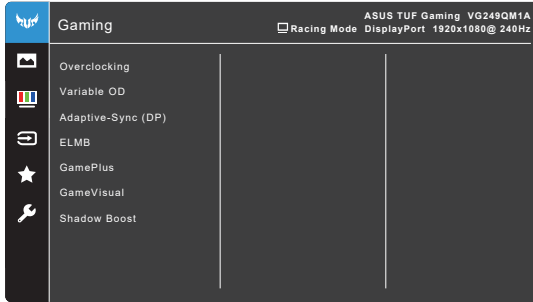 Gaming
ASUS TUF Gaming VG249QM1A
Racing Mode DisplayPort 1920x1080@ 240Hz
Overclocking
Variable OD
Adaptive-Sync (DP)
ELMB
GamePlus
GameVisual
Shadow Boost